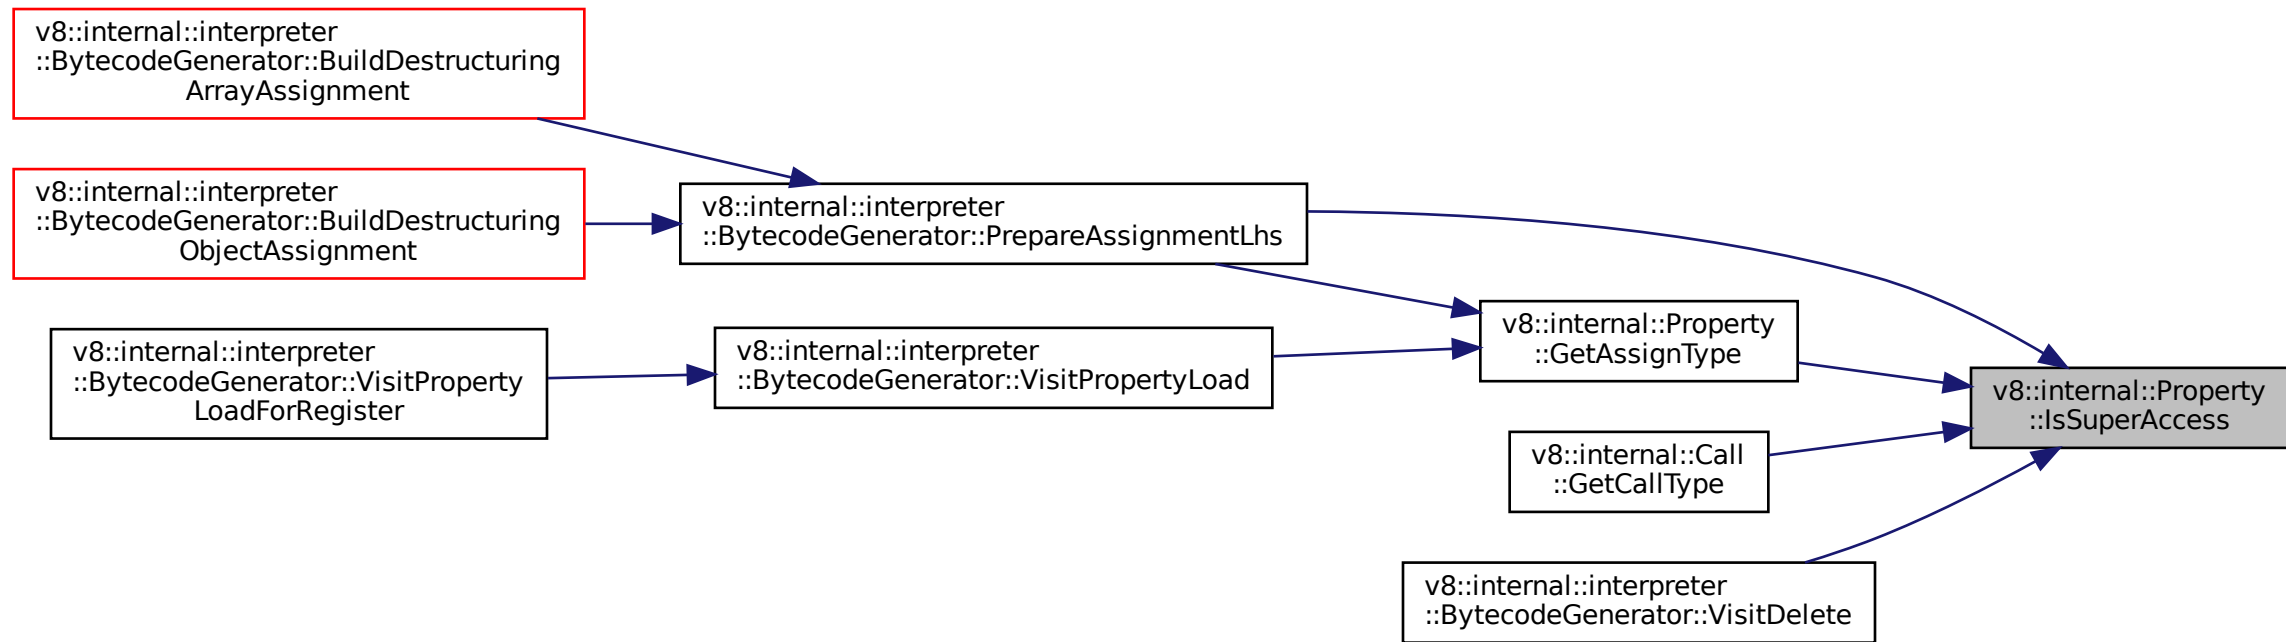 v8::internal::interpreter
::BytecodeGenerator::BuildDestructuring
ArrayAssignment
v8::internal::interpreter
::BytecodeGenerator::BuildDestructuring
ObjectAssignment
v8::internal::interpreter
::BytecodeGenerator::VisitProperty
LoadForRegister
v8::internal::interpreter
::BytecodeGenerator::PrepareAssignmentLhs
v8::internal::interpreter
::BytecodeGenerator::VisitPropertyLoad
v8::internal::Property
::GetAssignType
v8::internal::Call
::GetCallType
v8::internal::interpreter
::BytecodeGenerator::VisitDelete
v8::internal::Property
::IsSuperAccess